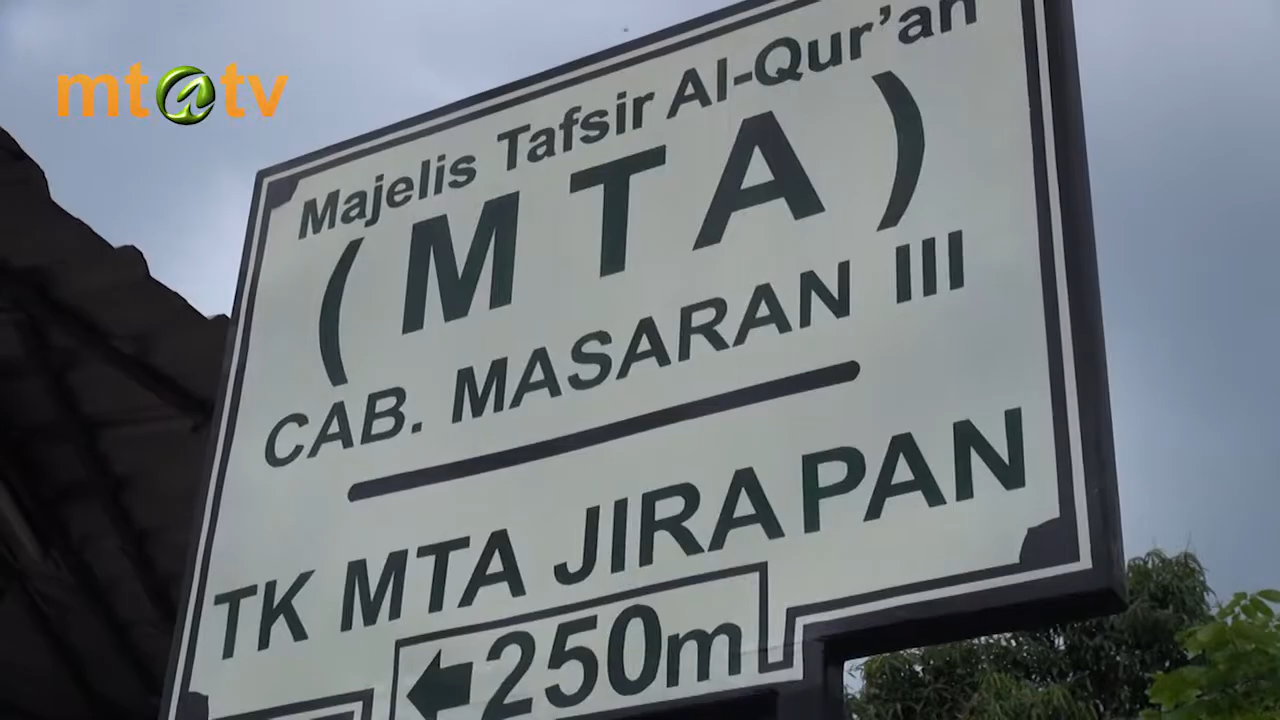 mt@tv
Majelis Tafsir Al-Qur'an
( M T A )
CAB. MASARAN III
TK MTA JIRAPAN
250m